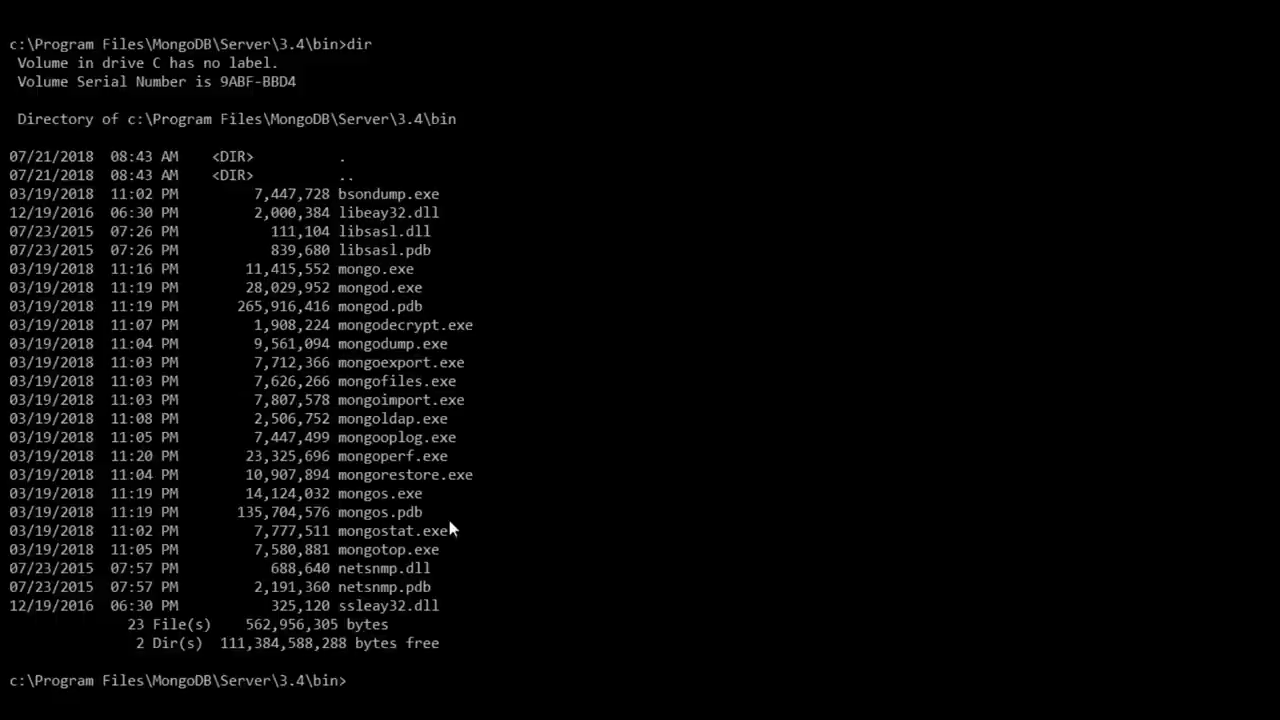 c:\Program Files\MongoDB\Server\3.4\bin>dir
 Volume in drive C has no label.
 Volume Serial Number is 9ABF-BBD4

 Directory of c:\Program Files\MongoDB\Server\3.4\bin

07/21/2018  08:43 AM    <DIR>          .
07/21/2018  08:43 AM    <DIR>          ..
03/19/2018  11:02 PM         7,447,728 bsondump.exe
12/19/2016  06:30 PM         2,000,384 libeay32.dll
07/23/2015  07:26 PM           111,104 libsasl.dll
07/23/2015  07:26 PM           839,680 libsasl.pdb
03/19/2018  11:16 PM        11,415,552 mongo.exe
03/19/2018  11:19 PM        28,029,952 mongod.exe
03/19/2018  11:19 PM       265,916,416 mongod.pdb
03/19/2018  11:07 PM         1,908,224 mongodecrypt.exe
03/19/2018  11:04 PM         9,561,094 mongodump.exe
03/19/2018  11:03 PM         7,712,366 mongoexport.exe
03/19/2018  11:03 PM         7,626,266 mongofiles.exe
03/19/2018  11:03 PM         7,807,578 mongoimport.exe
03/19/2018  11:08 PM         2,506,752 mongoldap.exe
03/19/2018  11:05 PM         7,447,499 mongooplog.exe
03/19/2018  11:20 PM        23,325,696 mongoperf.exe
03/19/2018  11:04 PM        10,907,894 mongorestore.exe
03/19/2018  11:19 PM        14,124,032 mongos.exe
03/19/2018  11:19 PM       135,704,576 mongos.pdb
03/19/2018  11:02 PM         7,777,511 mongostat.exe
03/19/2018  11:05 PM         7,580,881 mongotop.exe
07/23/2015  07:57 PM           688,640 netsnmp.dll
07/23/2015  07:57 PM         2,191,360 netsnmp.pdb
12/19/2016  06:30 PM           325,120 ssleay32.dll
              23 File(s)    562,956,305 bytes
               2 Dir(s)  111,384,588,288 bytes free

c:\Program Files\MongoDB\Server\3.4\bin>